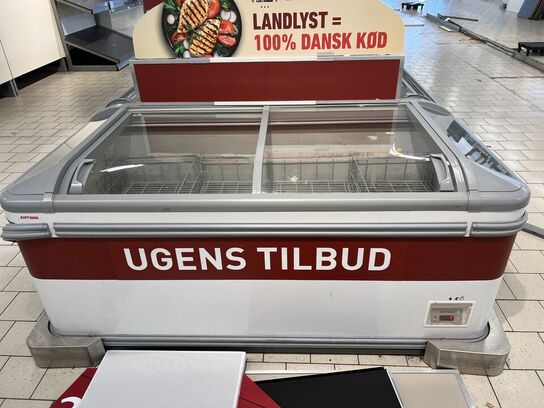 LANDLYST =
100% DANSK KØD
UGENS TILBUD